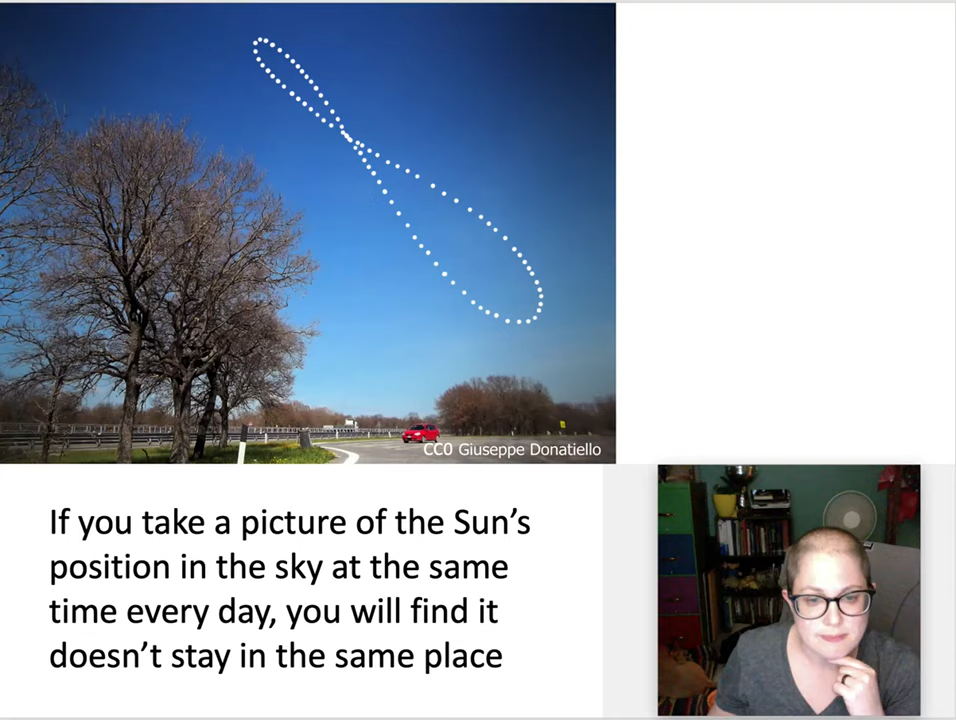 CC0 Giuseppe Donatiello
If you take a picture of the Sun’s
position in the sky at the same
time every day, you will find it
doesn’t stay in the same place